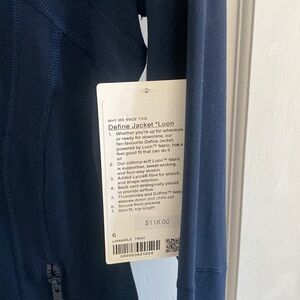 WHY WE MADE THIS
Define Jacket *Luon
1. Whether you're up for adventure
or ready for downtime, our
fan-favourite Define Jacket,
powered by Luon™ fabric, has a
feel-good fit that can do it
all
2. Our cottony-soft Luon™ fabric
is supportive, sweat-wicking,
and four-way stretch
3. Added Lycra® fibre for stretch
and shape retention
4. Back vent strategically placed
to provide airflow
5. Thumbholes and Cuffins™ keep
sleeves down and chills out
6. Secure front pockets
7. Slim fit, hip length
$118.00
6